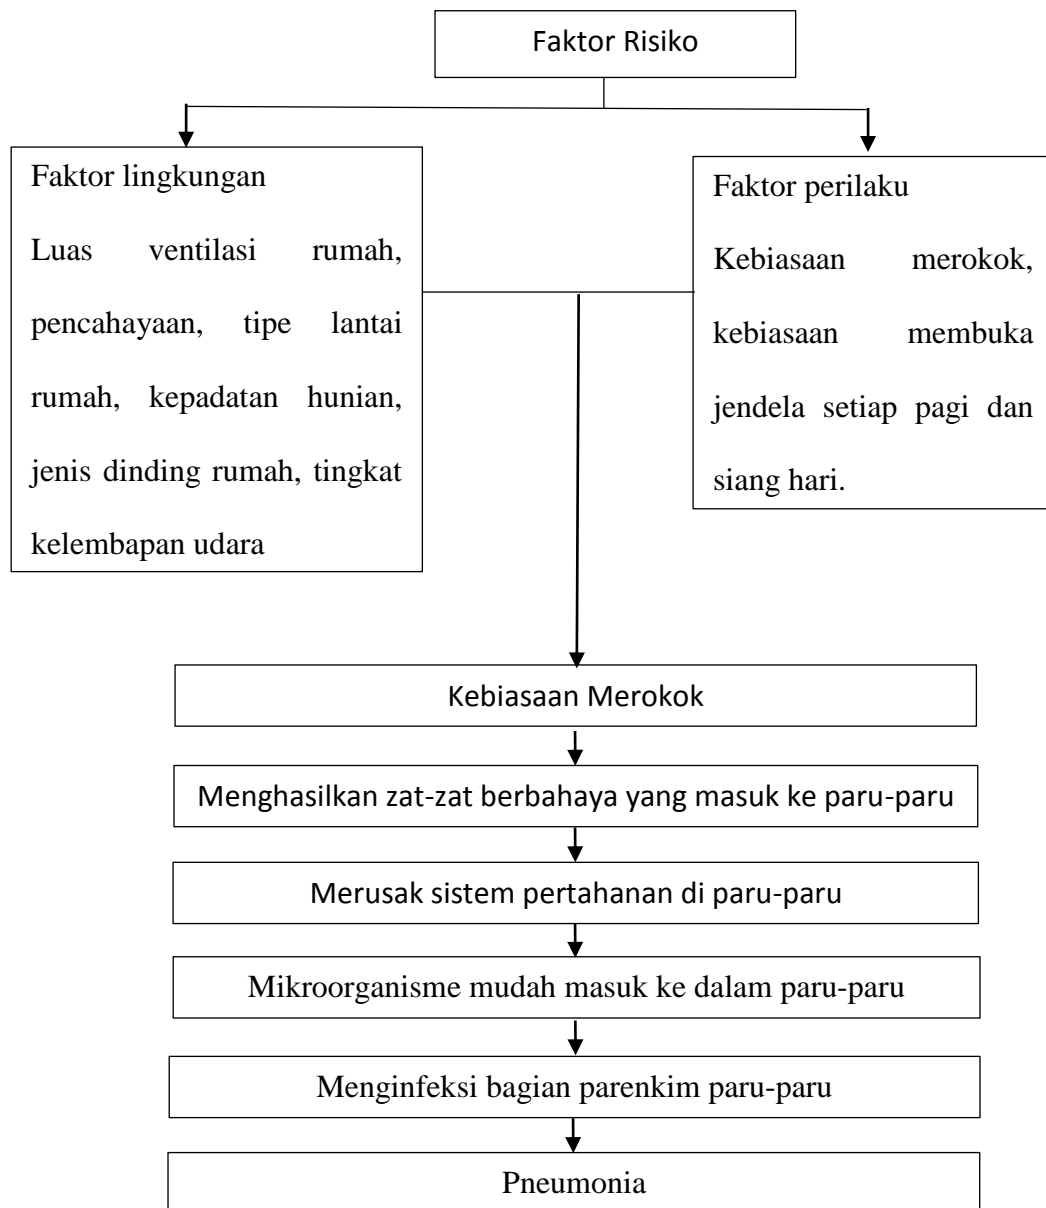 Faktor Risiko
Faktor lingkungan
Luas ventilasi rumah,
pencahayaan, tipe lantai
rumah, kepadatan hunian,
jenis dinding rumah, tingkat
kelembapan udara
Faktor perilaku
Kebiasaan merokok,
kebiasaan membuka
jendela setiap pagi dan
siang hari.
Kebiasaan Merokok
Menghasilkan zat-zat berbahaya yang masuk ke paru-paru
Merusak sistem pertahanan di paru-paru
Mikroorganisme mudah masuk ke dalam paru-paru
Menginfeksi bagian parenkim paru-paru
Pneumonia